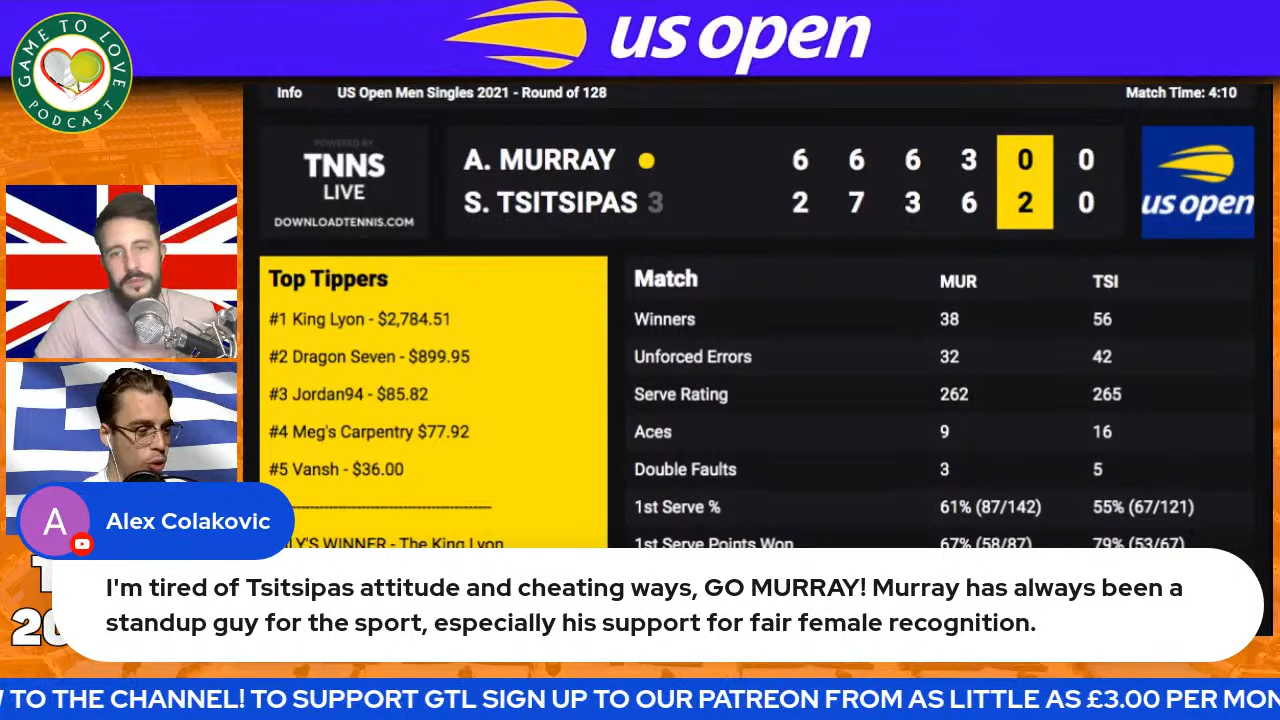 GAME TO LOVE
PODCAST
us open
Info US Open Men Singles 2021 - Round of 128 Match Time: 4:10
POWERED BY
TNNS
LIVE
DOWNLOADTENNIS.COM
A. MURRAY 6 6 6 3 0 0
S. TSITSIPAS 3 2 7 3 6 2 0
us open
Top Tippers
#1 King Lyon - $2,784.51
#2 Dragon Seven - $899.95
#3 Jordan94 - $85.82
#4 Meg's Carpentry $77.92
#5 Vansh - $36.00
LY'S WINNER - The King Lyon
Match MUR TSI
Winners 38 56
Unforced Errors 32 42
Serve Rating 262 265
Aces 9 16
Double Faults 3 5
1st Serve % 61% (87/142) 55% (67/121)
1st Serve Points Won 67% (58/87) 79% (53/67)
A
Alex Colakovic
I'm tired of Tsitsipas attitude and cheating ways, GO MURRAY! Murray has always been a
standup guy for the sport, especially his support for fair female recognition.
TO THE CHANNEL! TO SUPPORT GTL SIGN UP TO OUR PATREON FROM AS LITTLE AS £3.00 PER MON